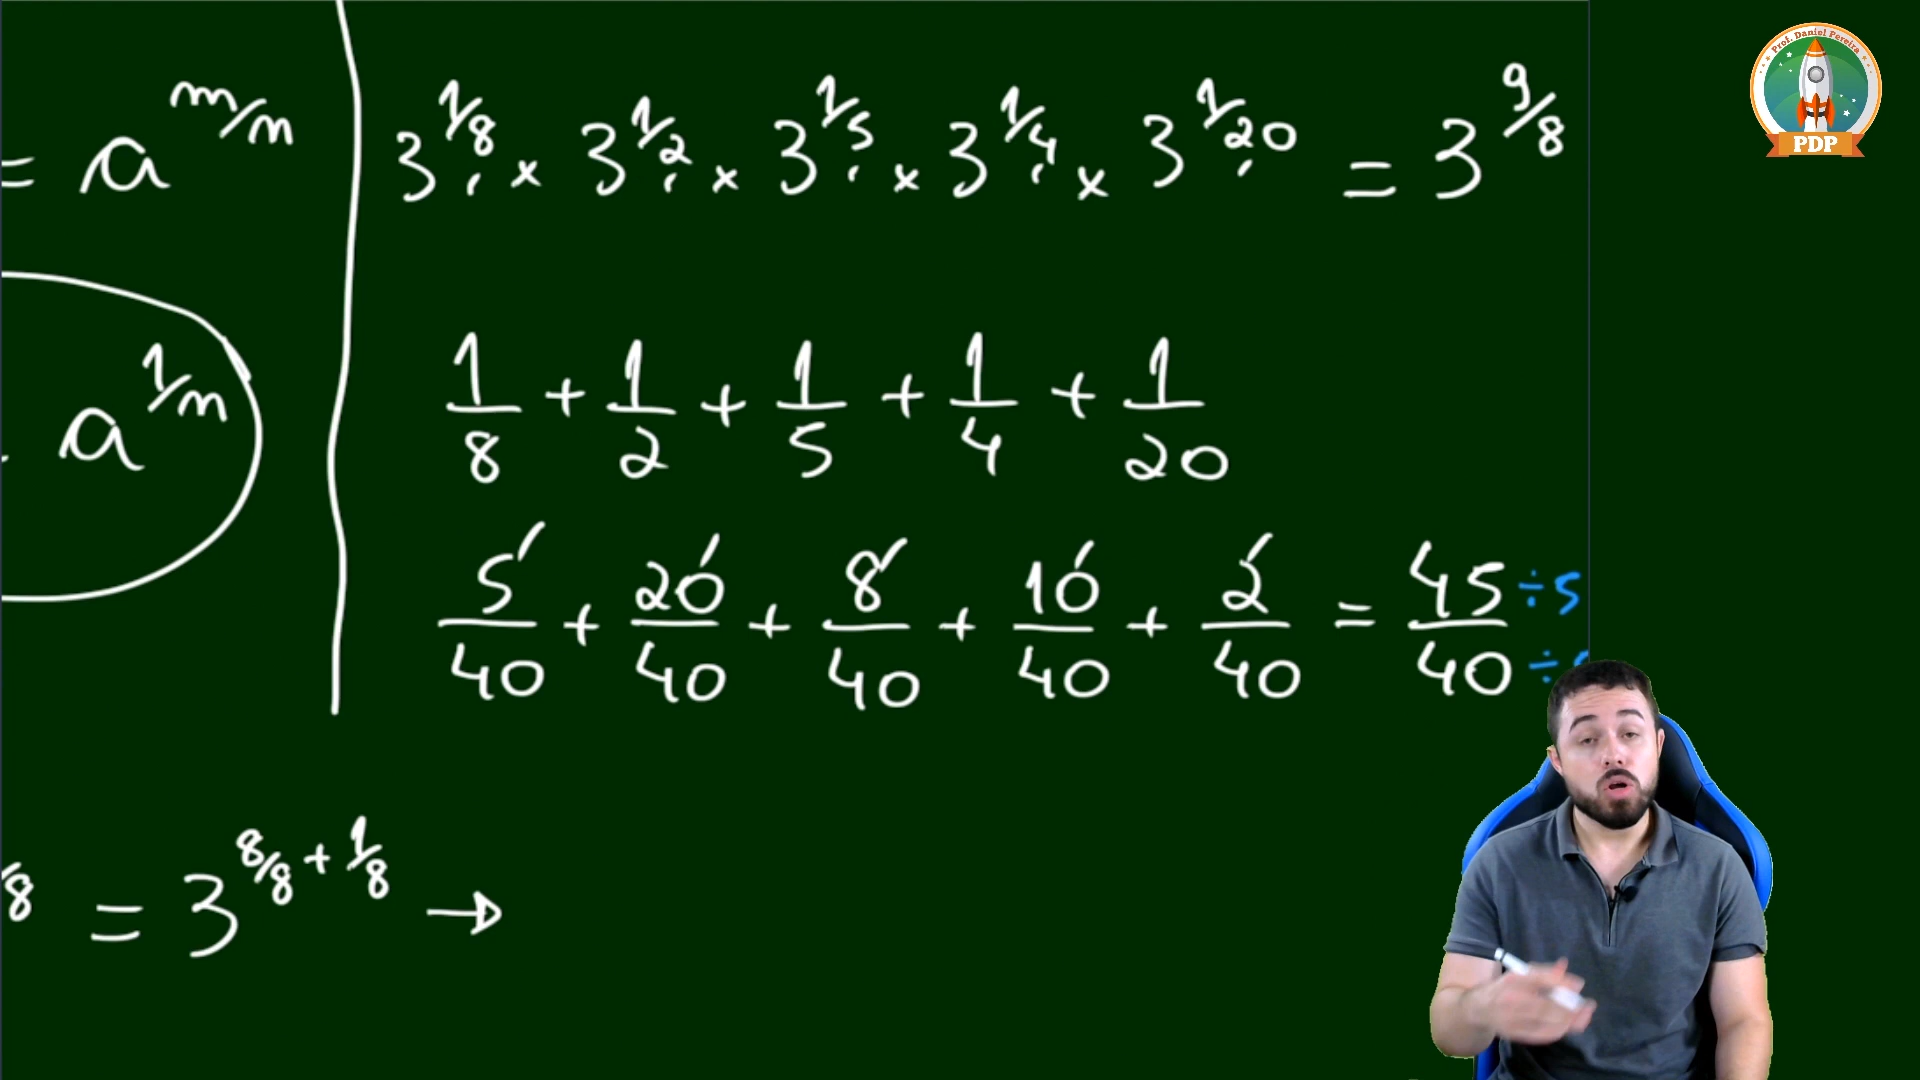 = a^(m/n)
3^(1/8) × 3^(1/2) × 3^(1/5) × 3^(1/4) × 3^(1/20) = 3^(9/8)
a^(1/n)
1/8 + 1/2 + 1/5 + 1/4 + 1/20
5/40 + 20/40 + 8/40 + 10/40 + 2/40 = 45/40 ÷5 ÷
/8 = 3^(8/8 + 1/8) →
Prof. Daniel Pereira
PDP